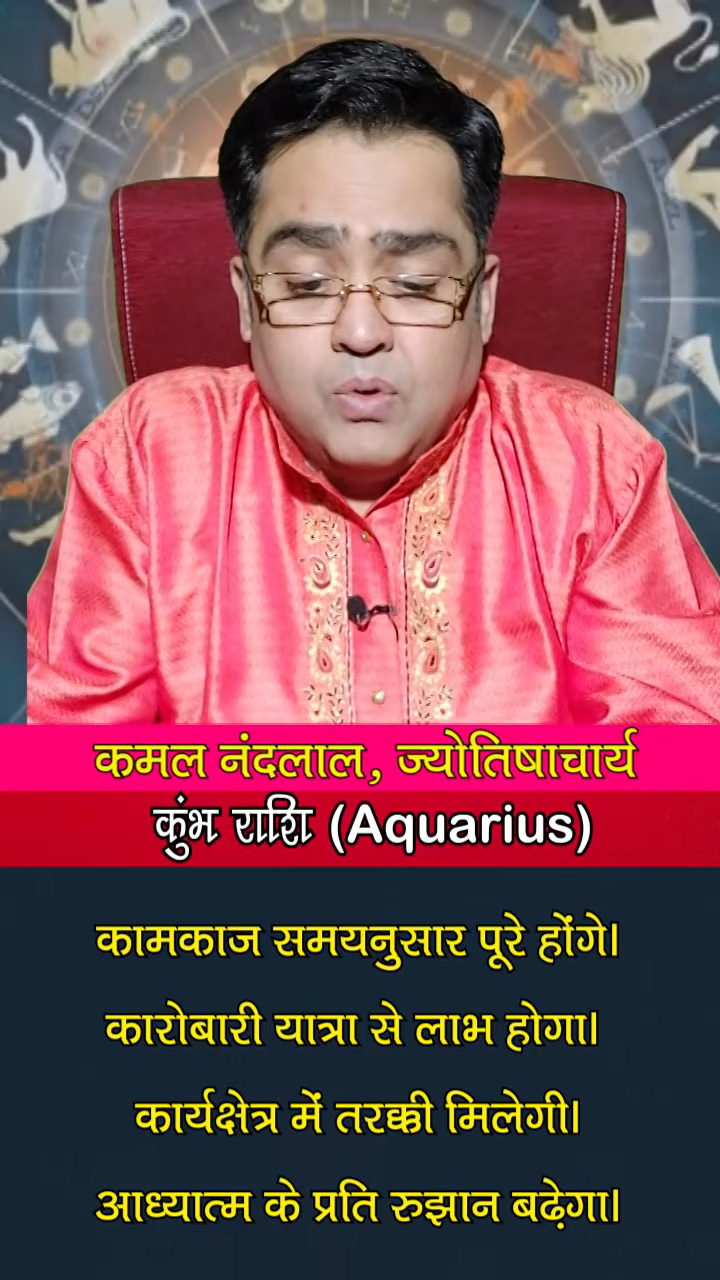 कमल नंदलाल, ज्योतिषाचार्य
कुंभ राशि (Aquarius)
कामकाज समयनुसार पूरे होंगे।
कारोबारी यात्रा से लाभ होगा।
कार्यक्षेत्र में तरक्की मिलेगी।
आध्यात्म के प्रति रुझान बढ़ेगा।